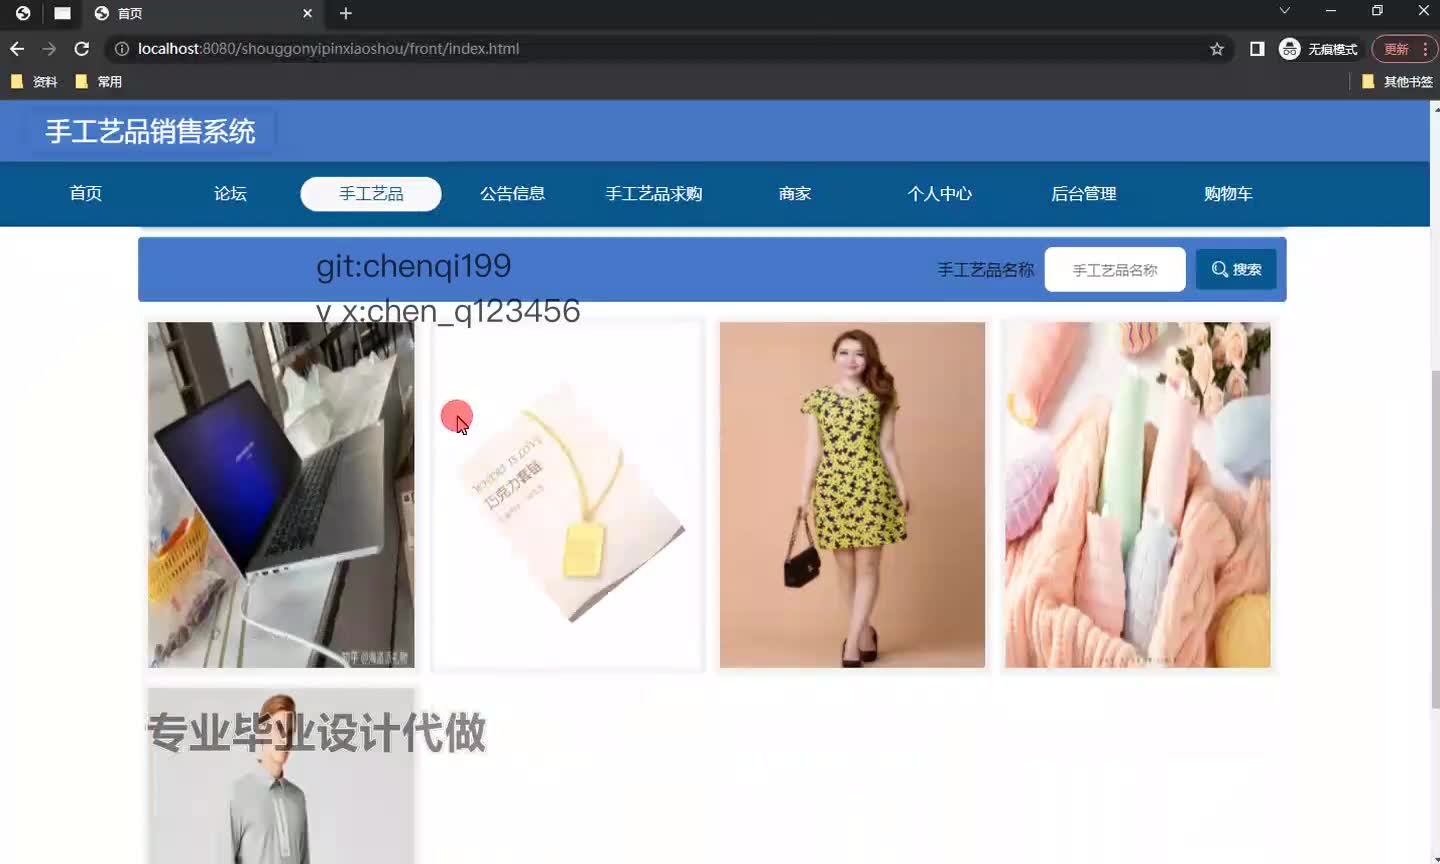 首页
localhost:8080/shouggonyipinxiaoshou/front/index.html
无痕模式
更新
资料
常用
其他书签
手工艺品销售系统
首页
论坛
手工艺品
公告信息
手工艺品求购
商家
个人中心
后台管理
购物车
git:chenqi199
手工艺品名称
手工艺品名称
搜索
v x:chen_q123456
巧克力套链
专业毕业设计代做